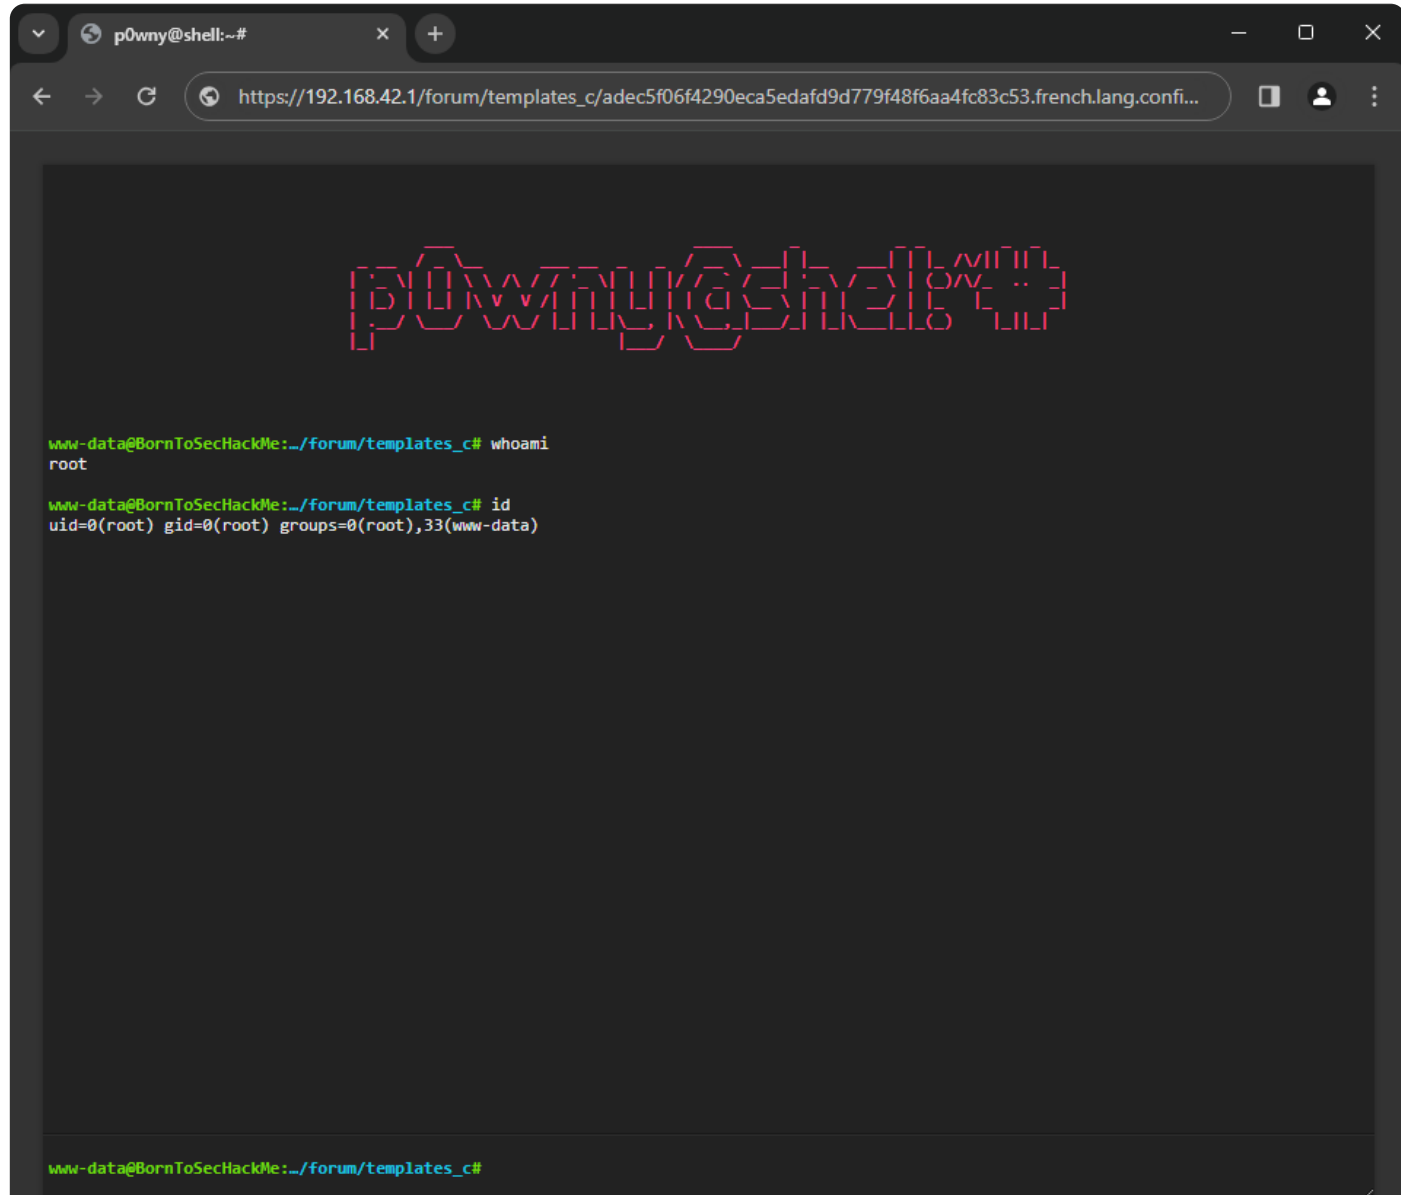 p0wny@shell:~#
https://192.168.42.1/forum/templates_c/adec5f06f4290eca5edafd9d779f48f6aa4fc83c53.french.lang.confi...
p0wny@shell:~#
www-data@BornToSecHackMe:…/forum/templates_c# whoami
root
www-data@BornToSecHackMe:…/forum/templates_c# id
uid=0(root) gid=0(root) groups=0(root),33(www-data)
www-data@BornToSecHackMe:…/forum/templates_c#